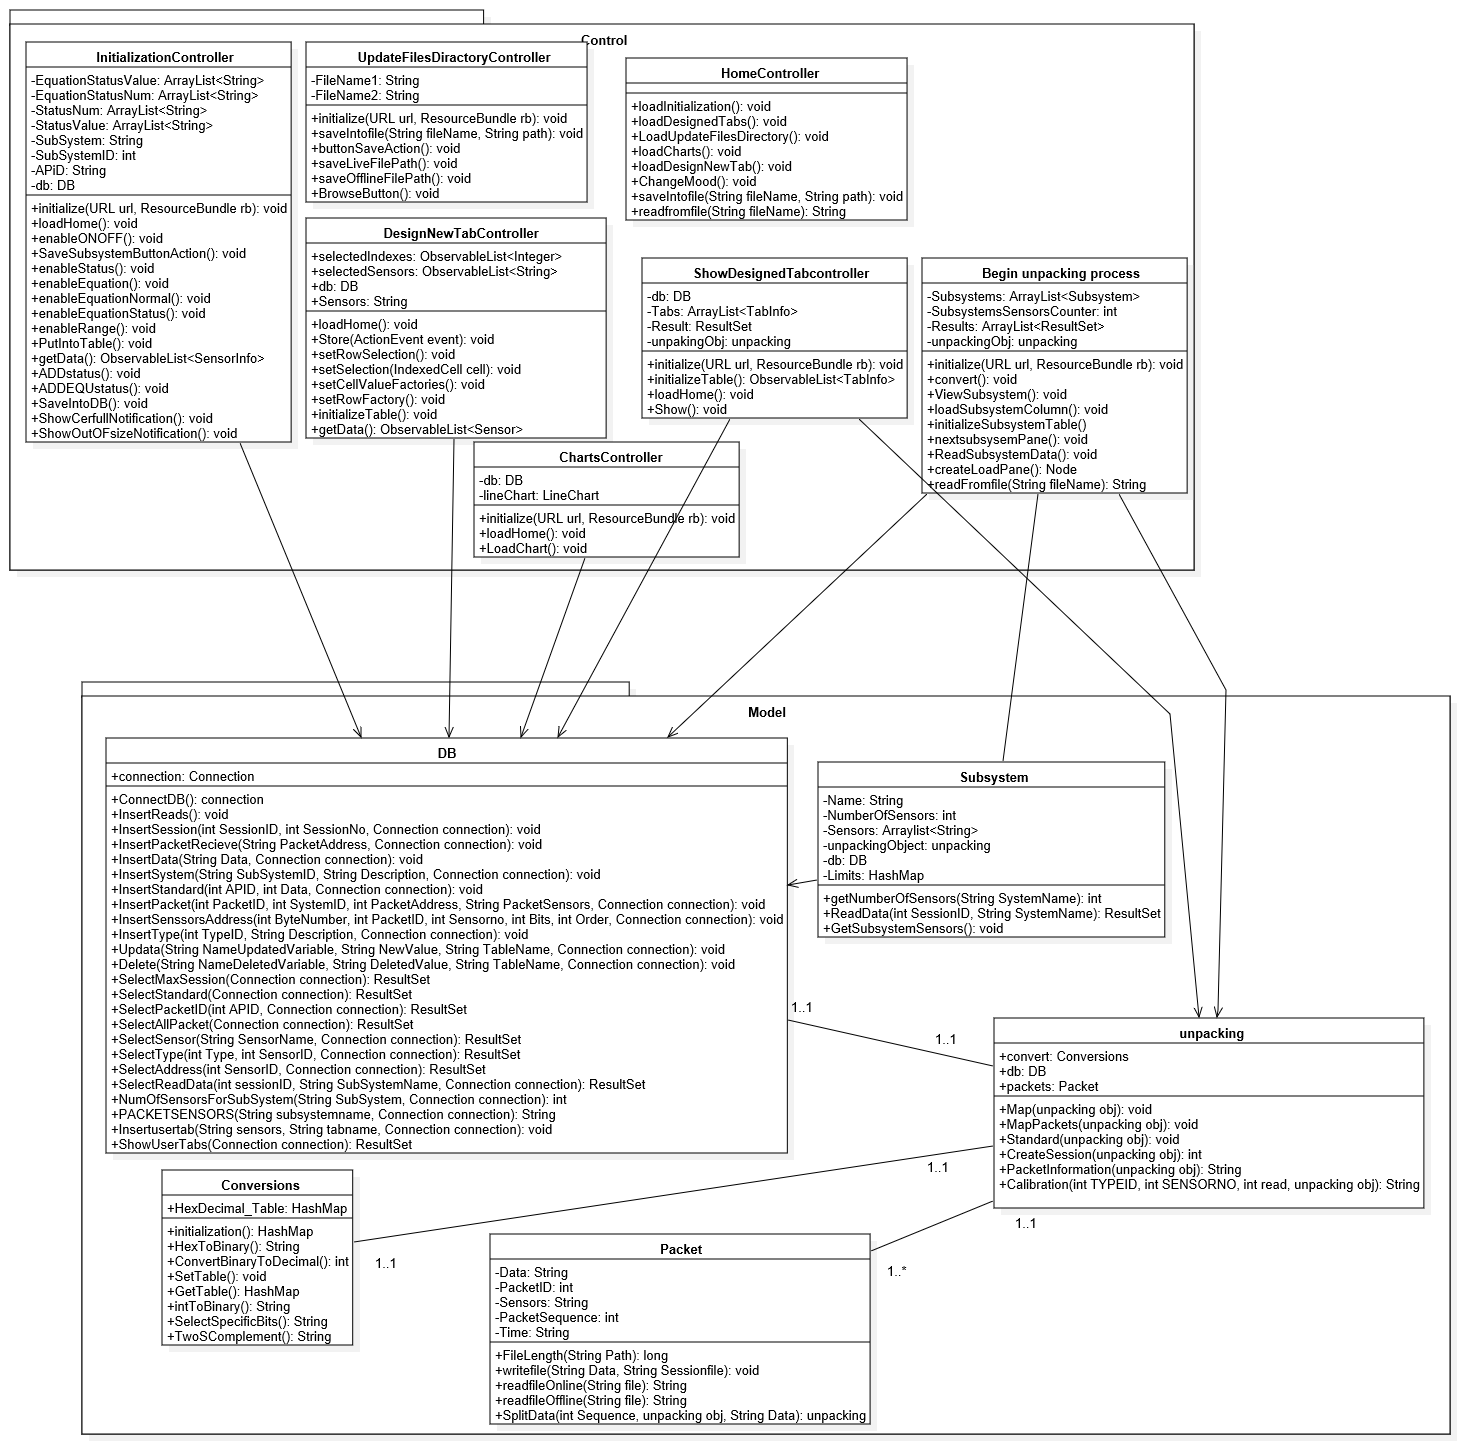 Control
InitializationController
-EquationStatusValue: ArrayList<String>
-EquationStatusNum: ArrayList<String>
-StatusNum: ArrayList<String>
-StatusValue: ArrayList<String>
-SubSystem: String
-SubSystemID: int
-APiD: String
-db: DB
+initialize(URL url, ResourceBundle rb): void
+loadHome(): void
+enableONOFF(): void
+SaveSubsystemButtonAction(): void
+enableStatus(): void
+enableEquation(): void
+enableEquationNormal(): void
+enableEquationStatus(): void
+enableRange(): void
+PutIntoTable(): void
+getData(): ObservableList<SensorInfo>
+ADDstatus(): void
+ADDEQUstatus(): void
+SaveIntoDB(): void
+ShowCerfullNotification(): void
+ShowOutOFsizeNotification(): void
UpdateFilesDiractoryController
-FileName1: String
-FileName2: String
+initialize(URL url, ResourceBundle rb): void
+saveIntofile(String fileName, String path): void
+buttonSaveAction(): void
+saveLiveFilePath(): void
+saveOfflineFilePath(): void
+BrowseButton(): void
HomeController
+loadInitialization(): void
+loadDesignedTabs(): void
+LoadUpdateFilesDirectory(): void
+loadCharts(): void
+loadDesignNewTab(): void
+ChangeMood(): void
+saveIntofile(String fileName, String path): void
+readfromfile(String fileName): String
DesignNewTabController
+selectedIndexes: ObservableList<Integer>
+selectedSensors: ObservableList<String>
+db: DB
+Sensors: String
+loadHome(): void
+Store(ActionEvent event): void
+setRowSelection(): void
+setSelection(IndexedCell cell): void
+setCellValueFactories(): void
+setRowFactory(): void
+initializeTable(): void
+getData(): ObservableList<Sensor>
ShowDesignedTabcontroller
-db: DB
-Tabs: ArrayList<TabInfo>
-Result: ResultSet
-unpakingObj: unpacking
+initialize(URL url, ResourceBundle rb): void
+initializeTable(): ObservableList<TabInfo>
+loadHome(): void
+Show(): void
Begin unpacking process
-Subsystems: ArrayList<Subsystem>
-SubsystemsSensorsCounter: int
-Results: ArrayList<ResultSet>
-unpuckingObj: unpacking
+initialize(URL url, ResourceBundle rb): void
+convert(): void
+ViewSubsystem(): void
+loadSubsystemColumn(): void
+initializeSubsystemTable()
+nextsubsysemPane(): void
+ReadSubsystemData(): void
+createLoadPane(): Node
+readFromfile(String fileName): String
ChartsController
-db: DB
-lineChart: LineChart
+initialize(URL url, ResourceBundle rb): void
+loadHome(): void
+LoadChart(): void
Model
DB
+connection: Connection
+ConnectDB(): connection
+InsertReads(): void
+InsertSession(int SessionID, int SessionNo, Connection connection): void
+InsertPacketRecieve(String PacketAddress, Connection connection): void
+InsertData(String Data, Connection connection): void
+InsertSystem(String SubSystemID, String Description, Connection connection): void
+InsertStandard(int APID, int Data, Connection connection): void
+InsertPacket(int PacketID, int SystemID, int PacketAddress, String PacketSensors, Connection connection): void
+InsertSenssorsAddress(int ByteNumber, int PacketID, int Sensorno, int Bits, int Order, Connection connection): void
+InsertType(int TypeID, String Description, Connection connection): void
+Updata(String NameUpdatedVariable, String NewValue, String TableName, Connection connection): void
+Delete(String NameDeletedVariable, String DeletedValue, String TableName, Connection connection): void
+SelectMaxSession(Connection connection): ResultSet
+SelectStandard(Connection connection): ResultSet
+SelectPacketID(int APID, Connection connection): ResultSet
+SelectAllPacket(Connection connection): ResultSet
+SelectSensor(String SensorName, Connection connection): ResultSet
+SelectType(int Type, int SensorID, Connection connection): ResultSet
+SelectAddress(int SensorID, Connection connection): ResultSet
+SelectReadData(int sessionID, String SubSystemName, Connection connection): ResultSet
+NumOfSensorsForSubSystem(String SubSystem, Connection connection): int
+PACKETSENSORS(String subsystemname, Connection connection): String
+Insertusertab(String sensors, String tabname, Connection connection): void
+ShowUserTabs(Connection connection): ResultSet
Subsystem
-Name: String
-NumberOfSensors: int
-Sensors: Arraylist<String>
-unpackingObject: unpacking
-db: DB
-Limits: HashMap
+getNumberOfSensors(String SystemName): int
+ReadData(int SessionID, String SystemName): ResultSet
+GetSubsystemSensors(): void
1..1
1..1
unpacking
+convert: Conversions
+db: DB
+packets: Packet
+Map(unpacking obj): void
+MapPackets(unpacking obj): void
+Standard(unpacking obj): void
+CreateSession(unpacking obj): int
+PacketInformation(unpacking obj): String
+Calibration(int TYPEID, int SENSORNO, int read, unpacking obj): String
1..1
1..1
1..1
1..*
Conversions
+HexDecimal_Table: HashMap
+initialization(): HashMap
+HexToBinary(): String
+ConvertBinaryToDecimal(): int
+SetTable(): void
+GetTable(): HashMap
+intToBinary(): String
+SelectSpecificBits(): String
+TwoSComplement(): String
Packet
-Data: String
-PacketID: int
-Sensors: String
-PacketSequence: int
-Time: String
+FileLength(String Path): long
+writefile(String Data, String Sessionfile): void
+readfileOnline(String file): String
+readfileOffline(String file): String
+SplitData(int Sequence, unpacking obj, String Data): unpacking